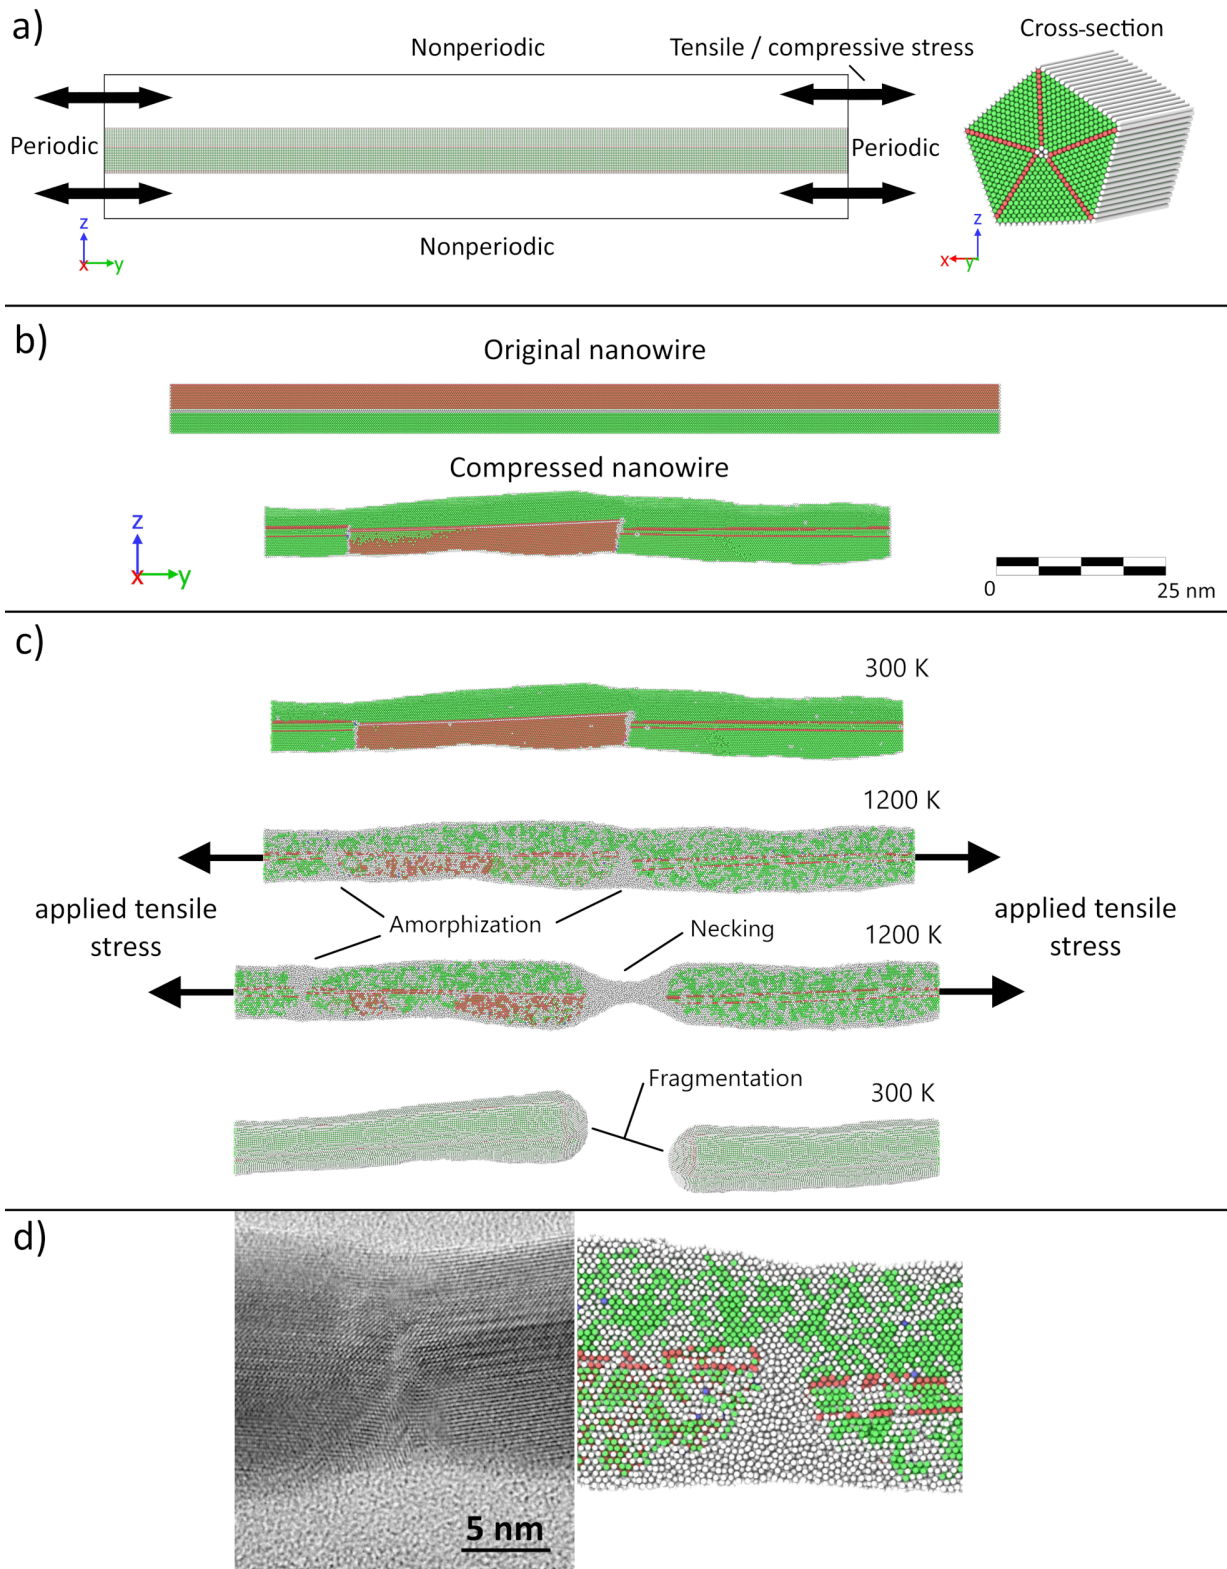 a)
Nonperiodic
Tensile / compressive stress
Cross-section
Periodic
Periodic
z
x
y
Nonperiodic
z
x
y
b)
Original nanowire
Compressed nanowire
z
x
y
0
25 nm
c)
300 K
1200 K
applied tensile
stress
Amorphization
Necking
1200 K
applied tensile
stress
Fragmentation
300 K
d)
5 nm